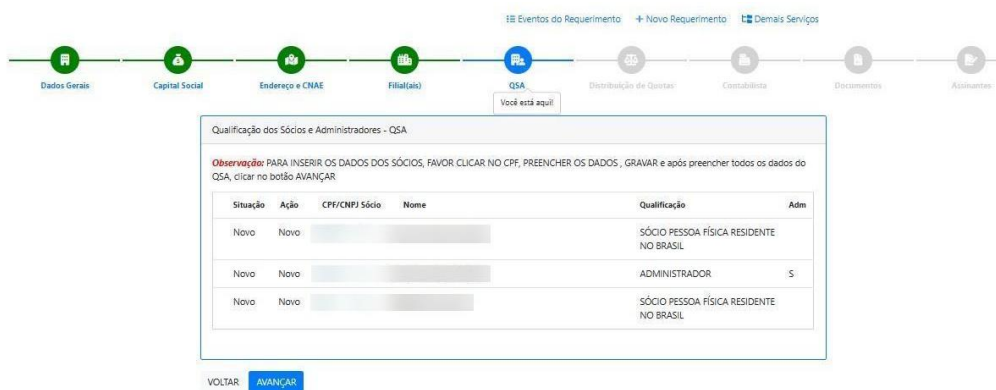 Eventos do Requerimento + Novo Requerimento Demais Serviços
Dados Gerais Capital Social Endereço e CNAE Filial(ais) QSA Distribuição de Quotas Contabilista Documentos Assinantes
Você está aqui!
Qualificação dos Sócios e Administradores - QSA
Observação: PARA INSERIR OS DADOS DOS SÓCIOS, FAVOR CLICAR NO CPF, PREENCHER OS DADOS , GRAVAR e após preencher todos os dados do
QSA, clicar no botão AVANÇAR
Situação Ação CPF/CNPJ Sócio Nome Qualificação Adm
Novo Novo SÓCIO PESSOA FÍSICA RESIDENTE
NO BRASIL
Novo Novo ADMINISTRADOR S
Novo Novo SÓCIO PESSOA FÍSICA RESIDENTE
NO BRASIL
VOLTAR AVANÇAR